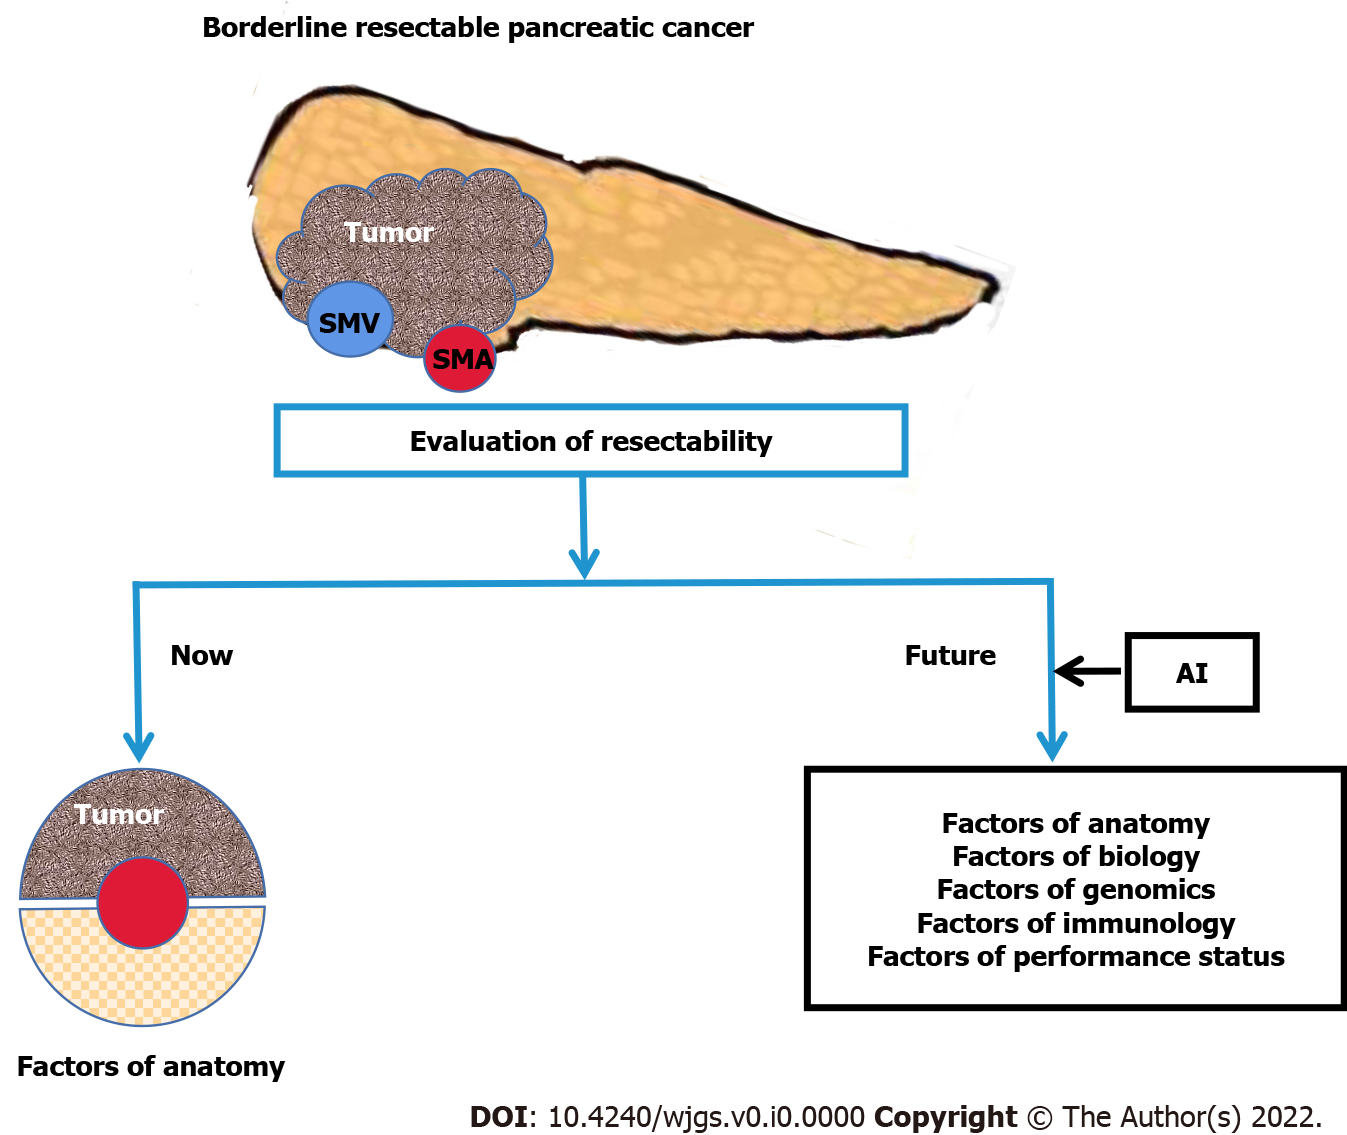 Borderline resectable pancreatic cancer
Tumor
SMV
SMA
Evaluation of resectability
Now
Future
AI
Tumor
Factors of anatomy
Factors of biology
Factors of genomics
Factors of immunology
Factors of performance status
Factors of anatomy
DOI: 10.4240/wjgs.v0.i0.0000 Copyright © The Author(s) 2022.